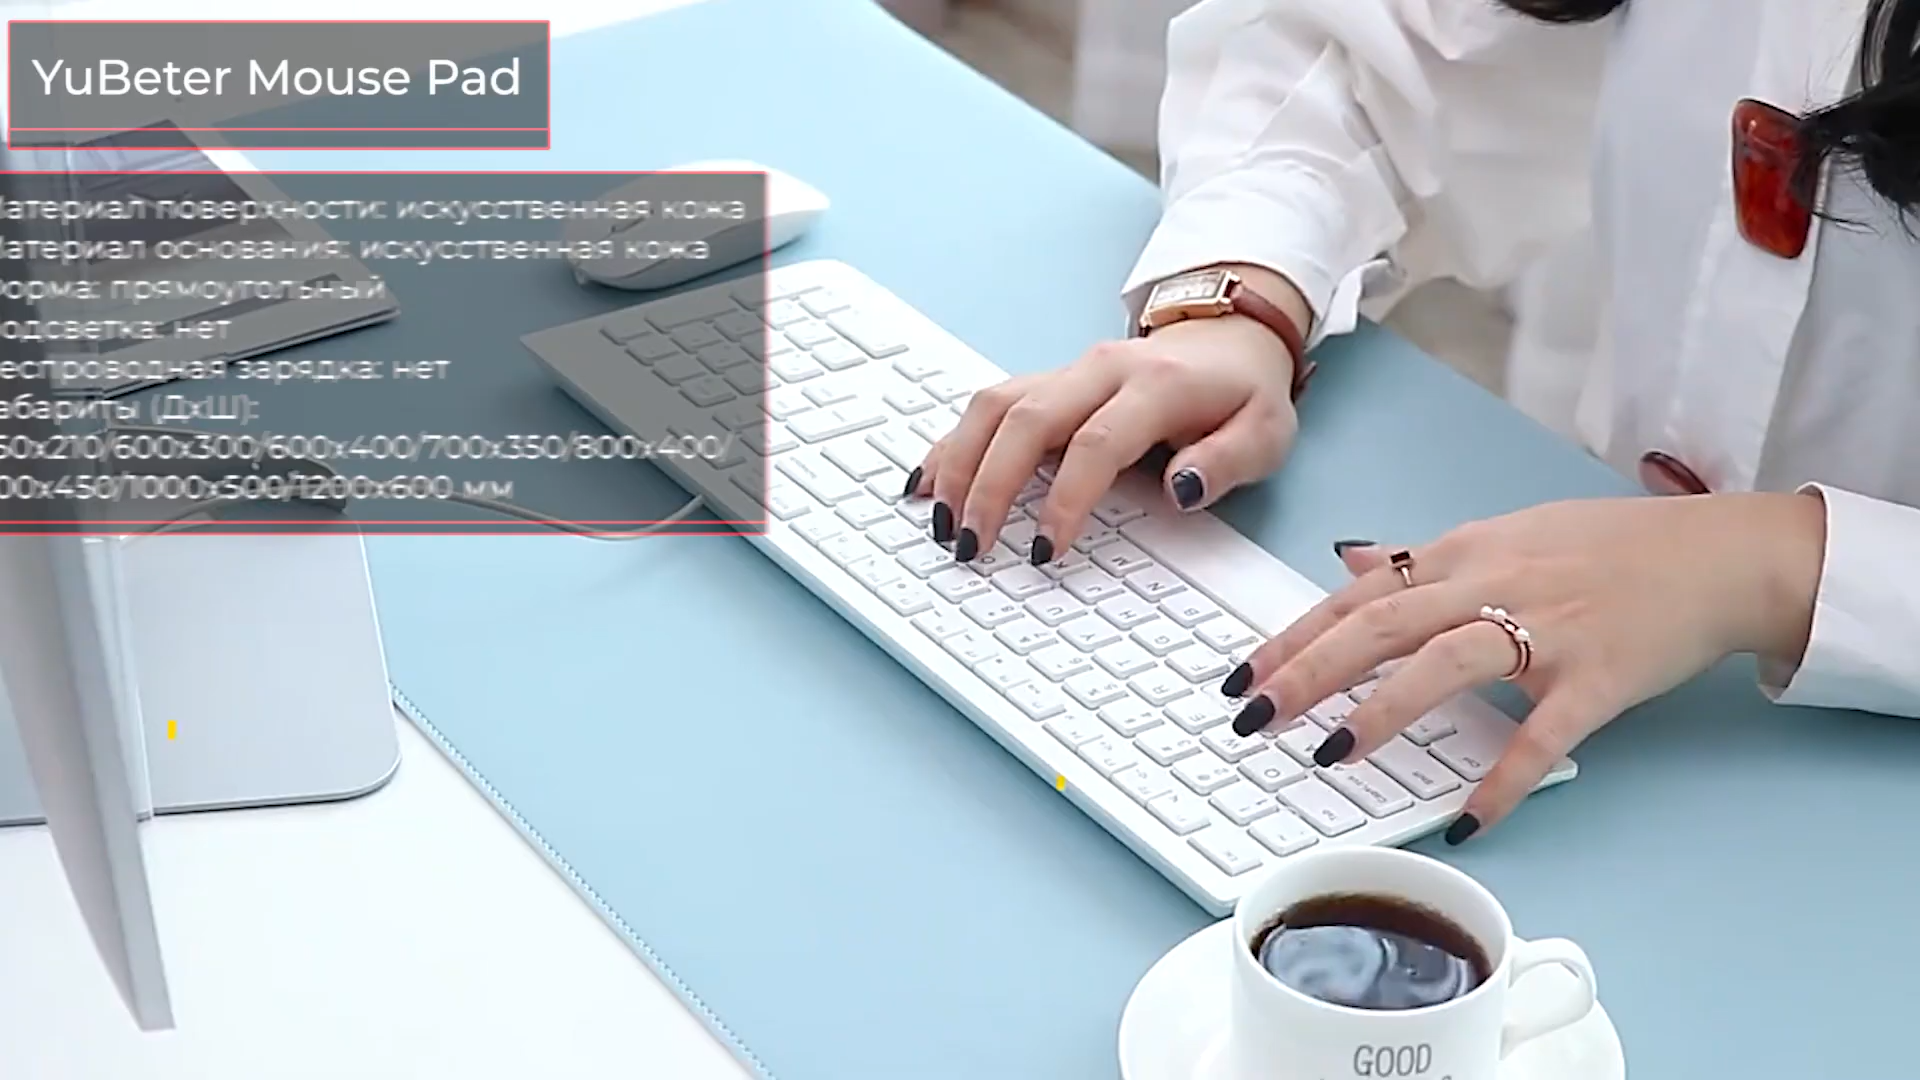 YuBeter Mouse Pad
атериал поверхности: искусственная кожа
атериал основания: искусственная кожа
орма: прямоугольный
одсветка: нет
еспроводная зарядка: нет
абариты (ДхШ):
50x210/600x300/600x400/700x350/800x400/
00x450/1000x500/1200x600 мм
GOOD